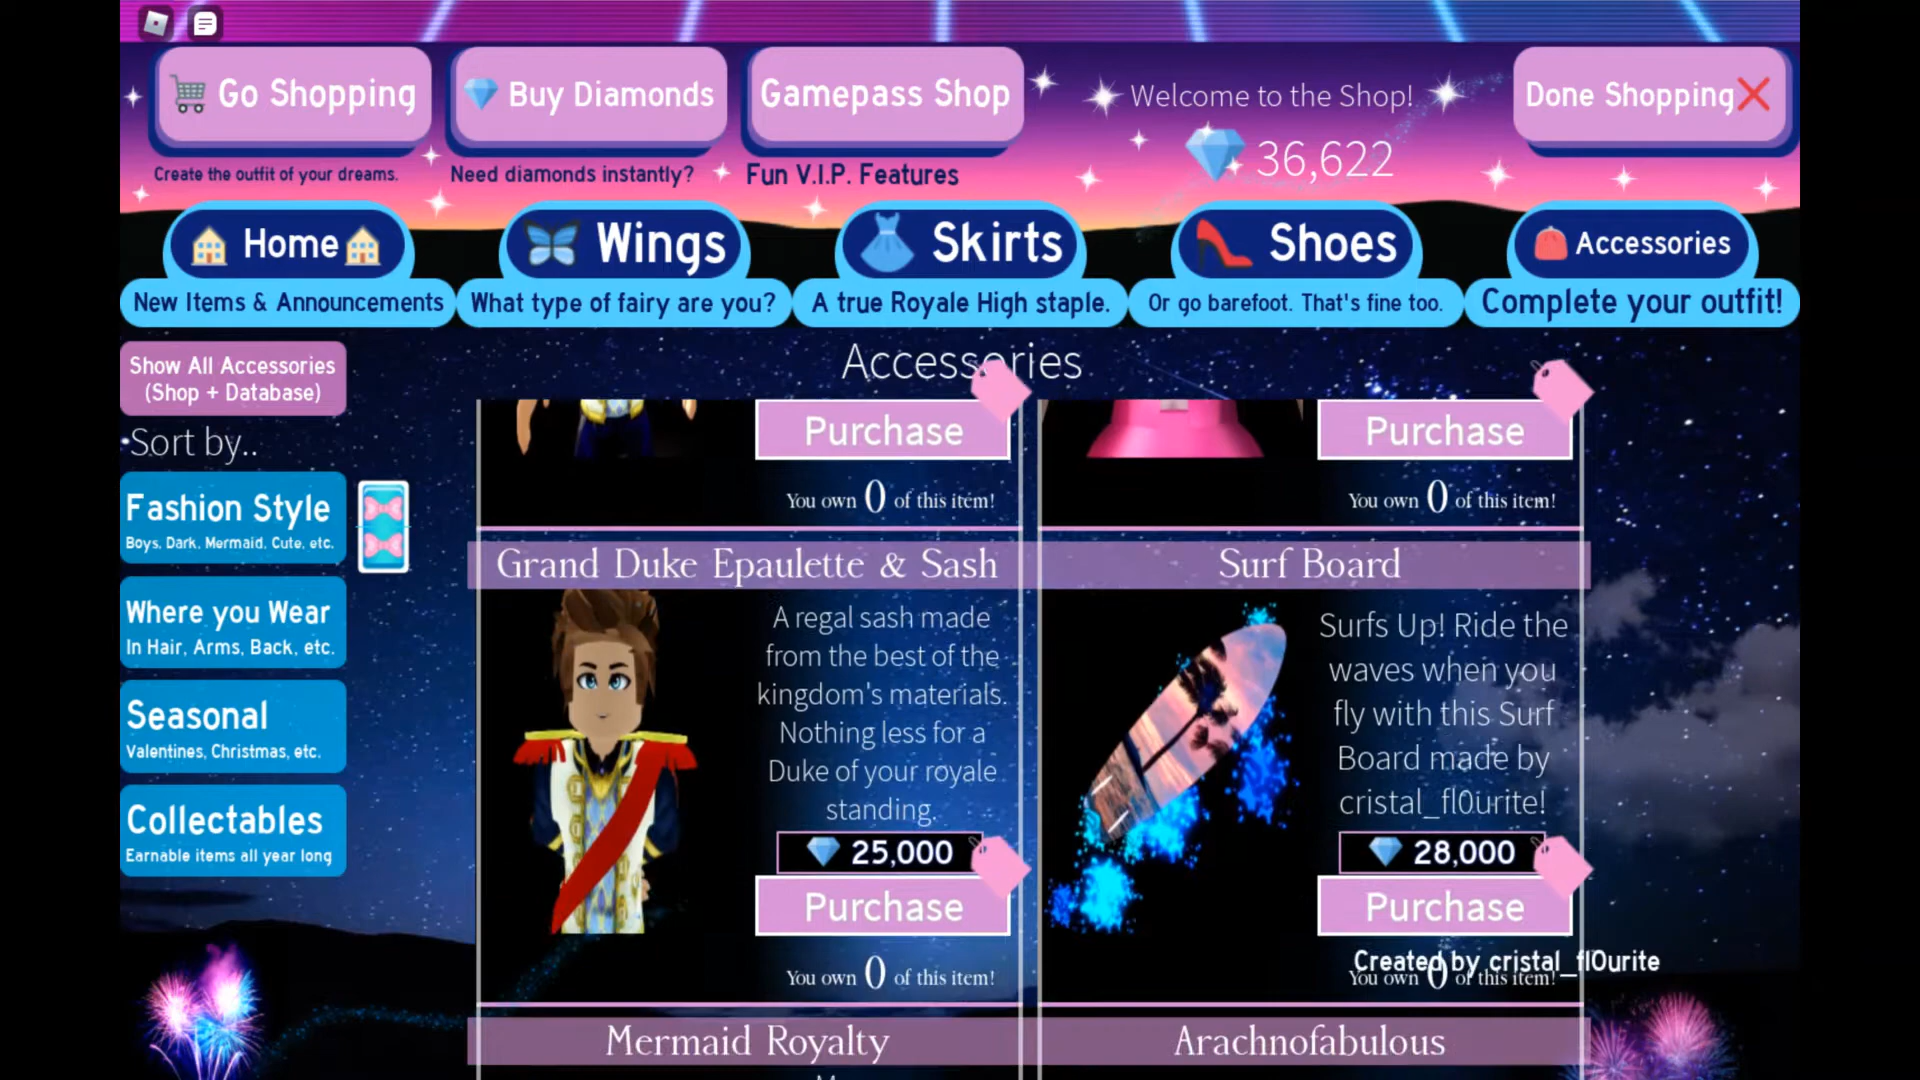 Go Shopping
Buy Diamonds
Gamepass Shop
Welcome to the Shop!
Done Shopping
36,622
Create the outfit of your dreams.
Need diamonds instantly?
Fun V.I.P. Features
Home
Wings
Skirts
Shoes
Accessories
New Items & Announcements
What type of fairy are you?
A true Royale High staple.
Or go barefoot. That's fine too.
Complete your outfit!
Show All Accessories
(Shop + Database)
Accessories
Sort by..
Fashion Style
Boys, Dark, Mermaid, Cute, etc.
Where you Wear
In Hair, Arms, Back, etc.
Seasonal
Valentines, Christmas, etc.
Collectables
Earnable items all year long
Purchase
You own 0 of this item!
Purchase
You own 0 of this item!
Grand Duke Epaulette & Sash
A regal sash made
from the best of the
kingdom's materials.
Nothing less for a
Duke of your royale
standing.
25,000
Purchase
You own 0 of this item!
Surf Board
Surfs Up! Ride the
waves when you
fly with this Surf
Board made by
cristal_fl0urite!
28,000
Purchase
Created by cristal_fl0urite
You own 0 of this item!
Mermaid Royalty
Arachnofabulous